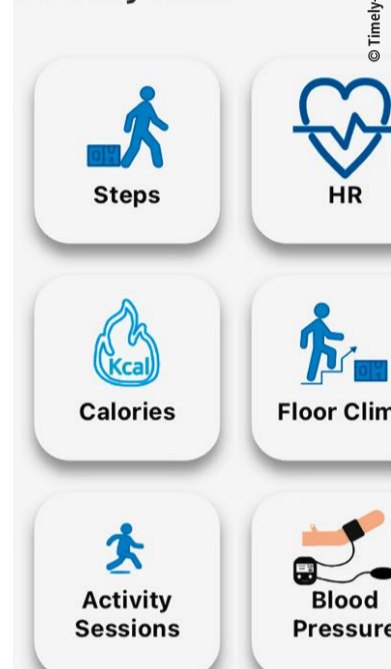 © Timely-
Steps
HR
Kcal
Calories
Floor Clim
Activity
Sessions
Blood
Pressure